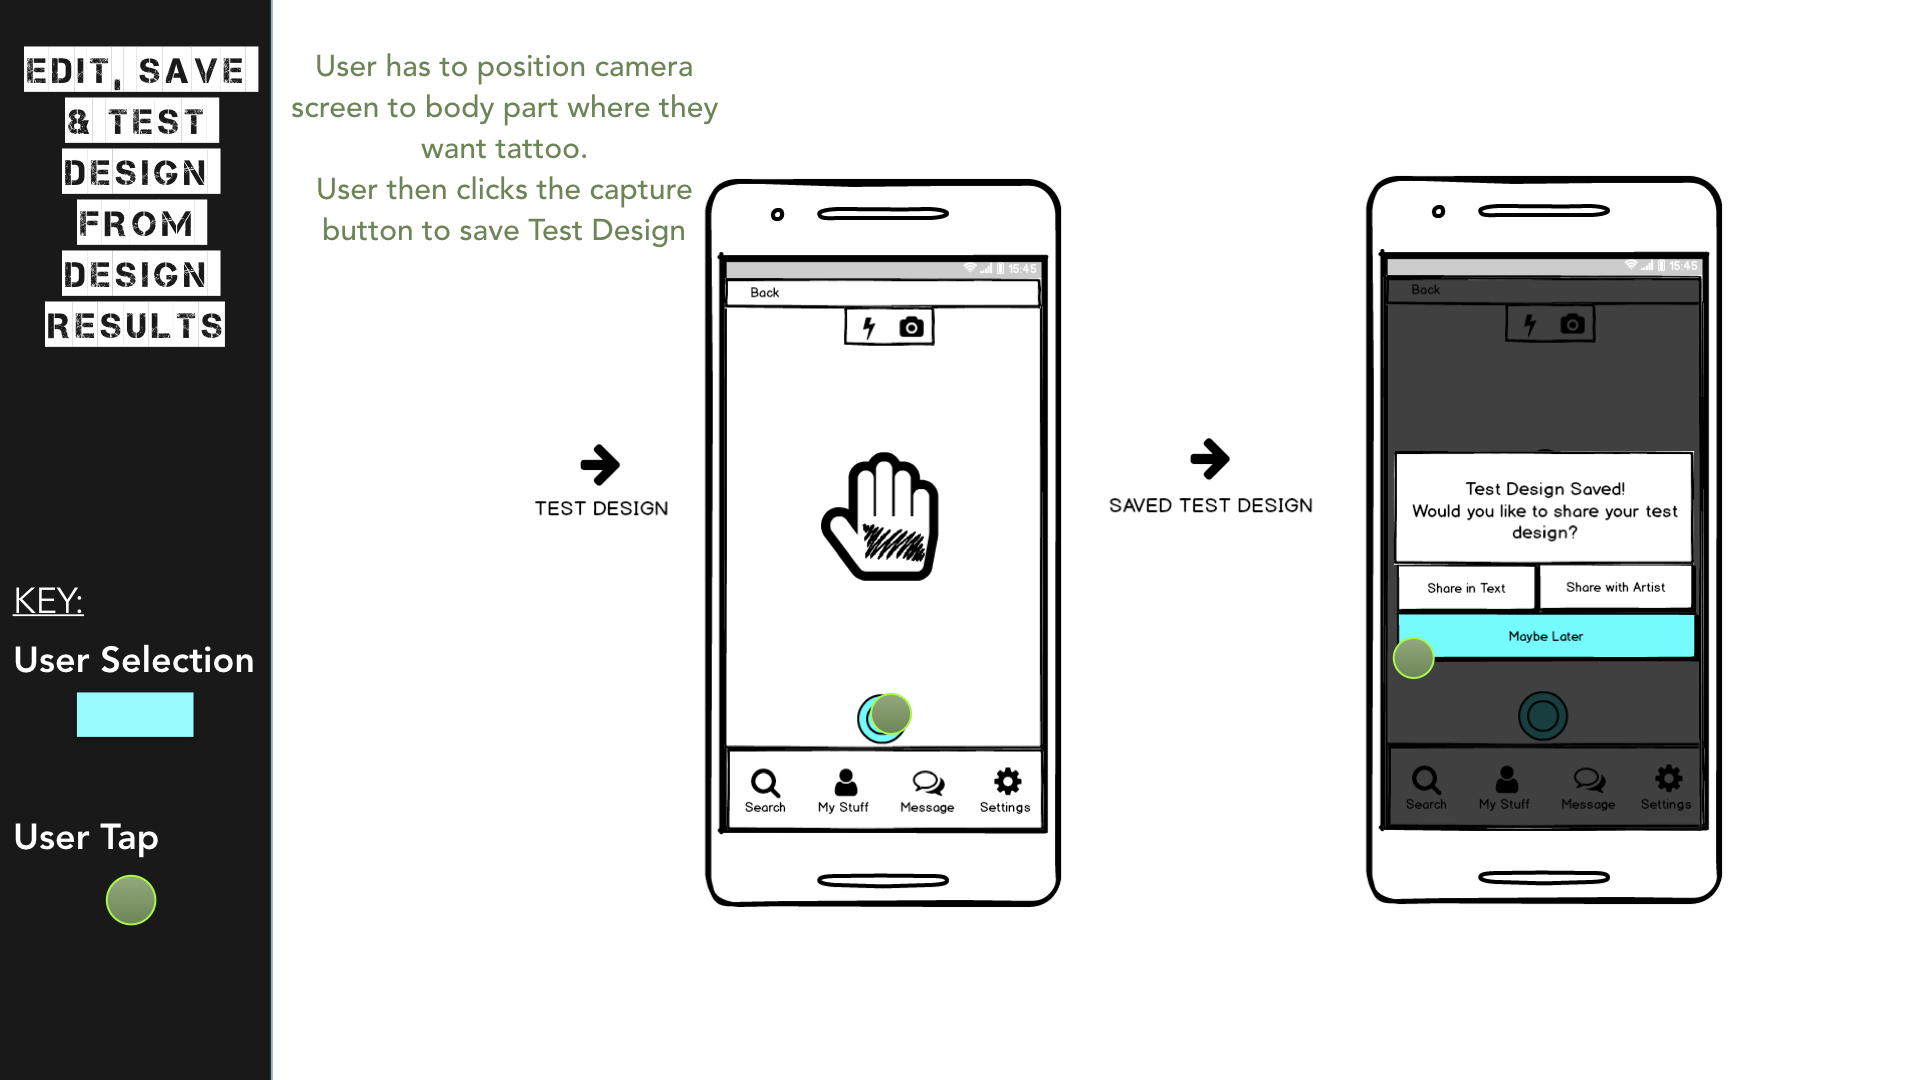 EDIT, SAVE
& TEST
DESIGN
FROM
DESIGN
RESULTS
KEY:
User Selection
User Tap
User has to position camera
screen to body part where they
want tattoo.
User then clicks the capture
button to save Test Design
TEST DESIGN
15:45
Back
Search
My Stuff
Message
Settings
SAVED TEST DESIGN
15:45
Back
Test Design Saved!
Would you like to share your test
design?
Share in Text
Share with Artist
Maybe Later
Search
My Stuff
Message
Settings